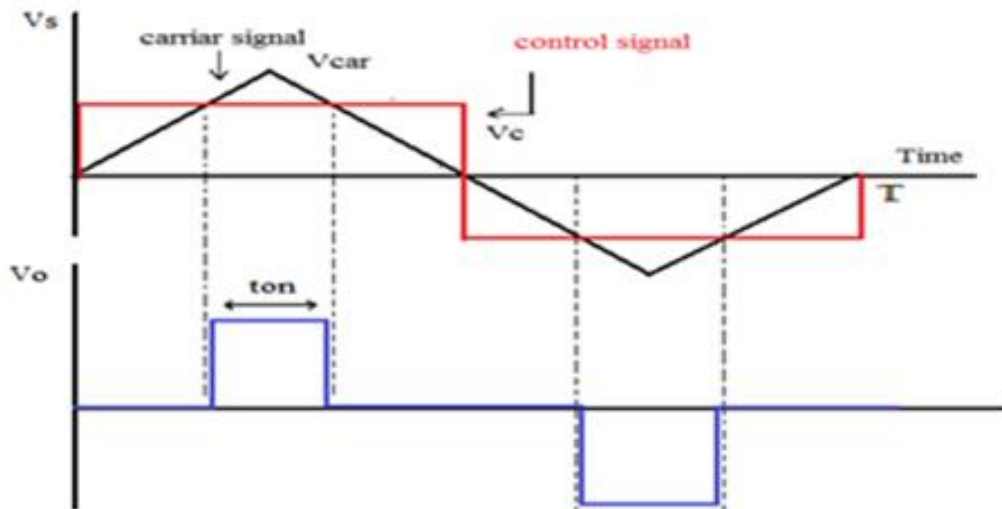 Vs
carriar signal
Vcar
control signal
Vc
Time
T
Vo
ton